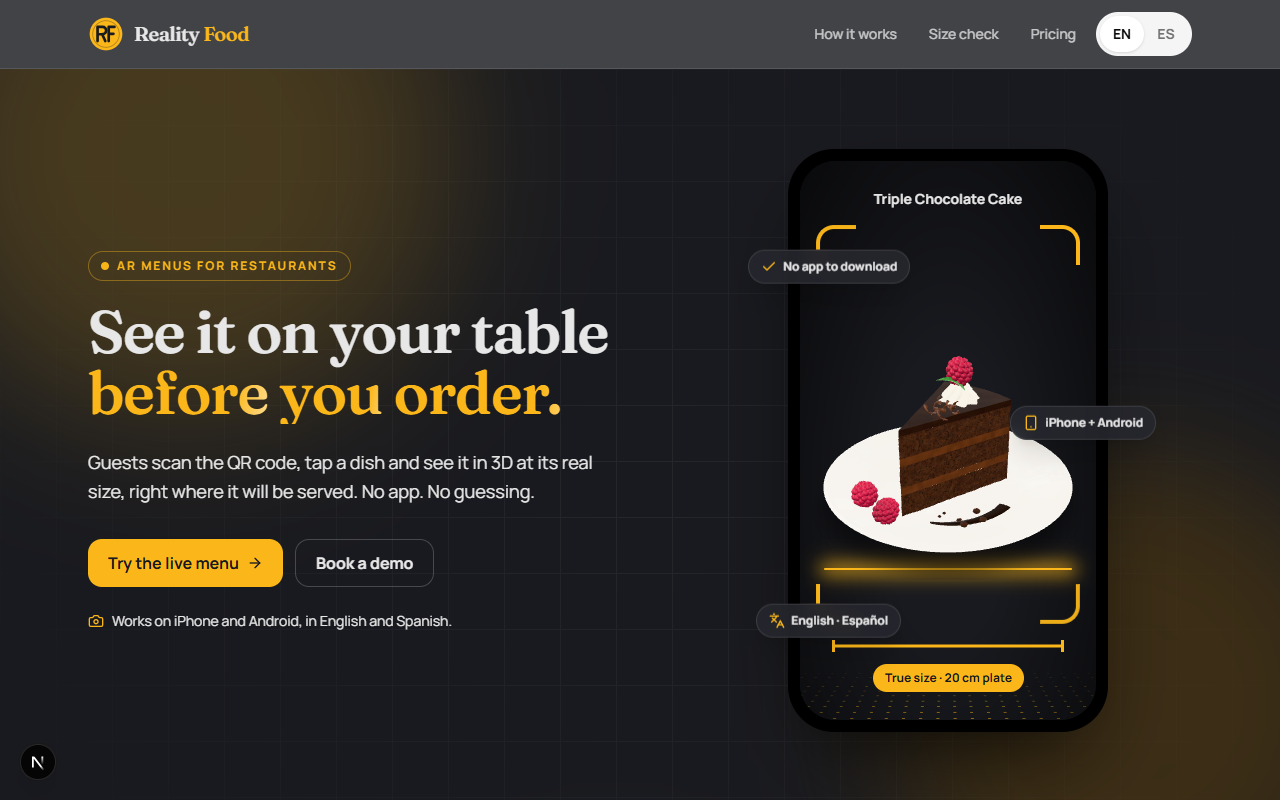 RF Reality Food
How it works
Size check
Pricing
EN
ES
AR MENUS FOR RESTAURANTS
See it on your table
before you order.
Guests scan the QR code, tap a dish and see it in 3D at its real
size, right where it will be served. No app. No guessing.
Try the live menu →
Book a demo
Works on iPhone and Android, in English and Spanish.
Triple Chocolate Cake
No app to download
iPhone + Android
English · Español
True size · 20 cm plate
N